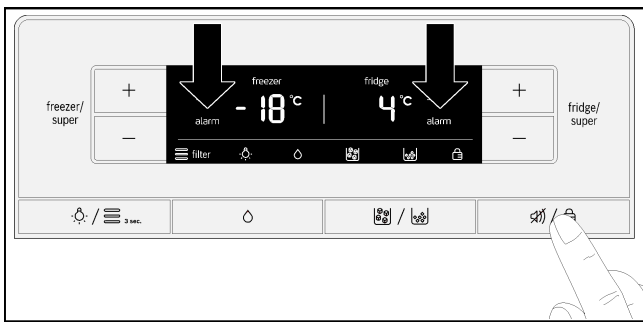 freezer
fridge
freezer/
super
+
−
- 18 °C
4 °C
alarm
alarm
+
−
fridge/
super
filter
/ 3 sec.
/
/